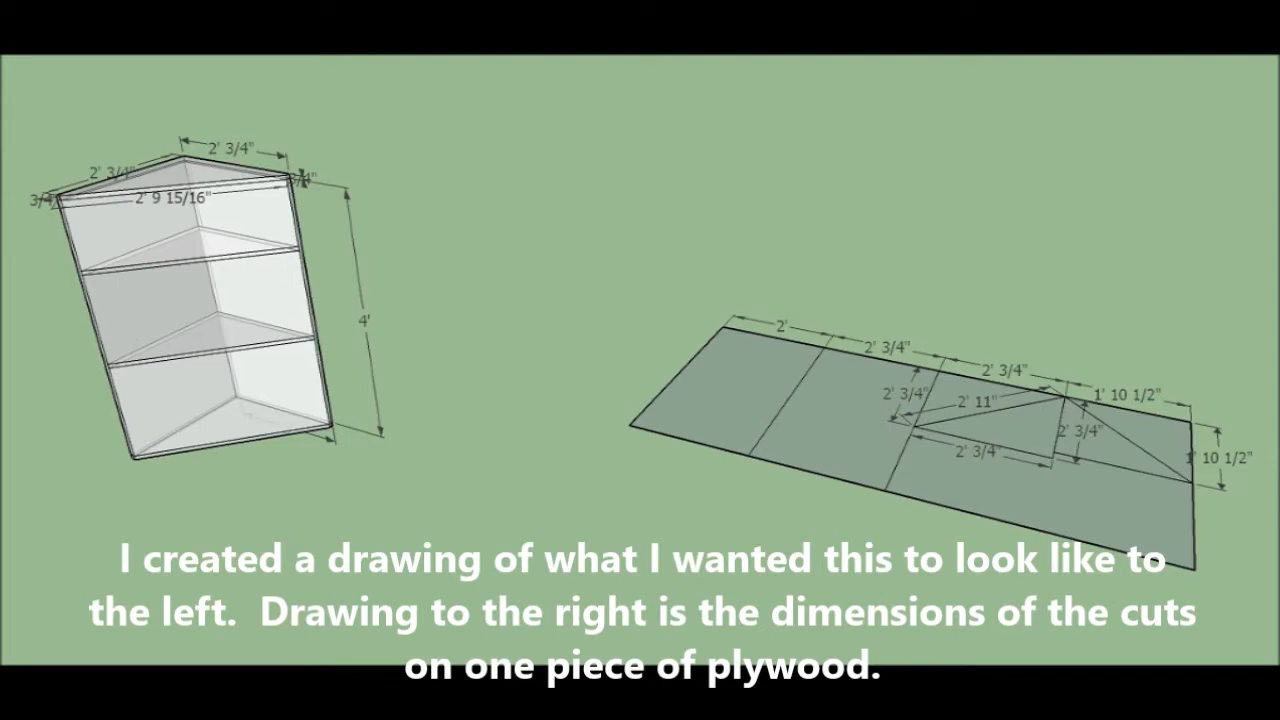 2' 3/4"
2' 3/4"
3/4"
3/4"
2' 9 15/16"
4'
2'
2' 3/4"
2' 3/4"
1' 10 1/2"
2' 3/4"
2' 11"
2' 3/4"
2' 3/4"
1' 10 1/2"
I created a drawing of what I wanted this to look like to
the left. Drawing to the right is the dimensions of the cuts
on one piece of plywood.